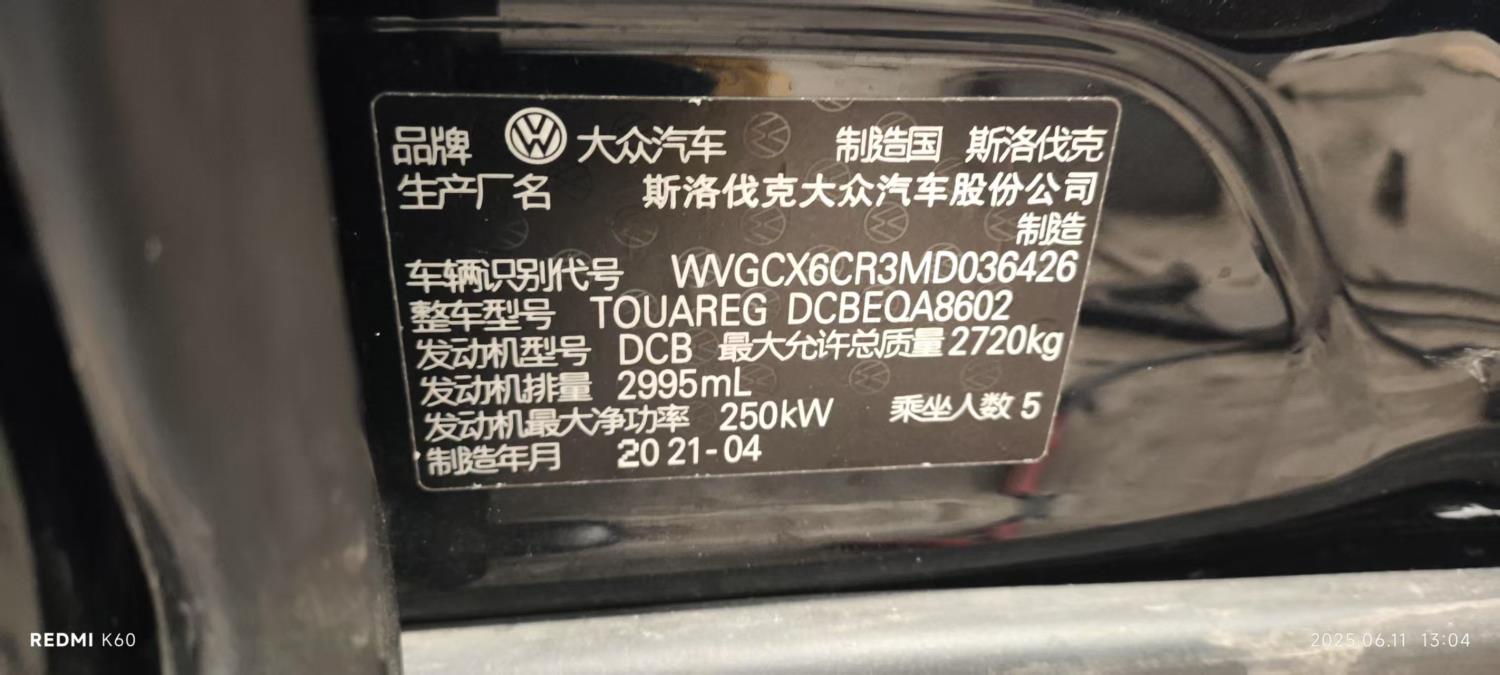 品牌 大众汽车 制造国 斯洛伐克
生产厂名 斯洛伐克大众汽车股份公司
制造
车辆识别代号 WVGCX6CR3MD036426
整车型号 TOUAREG DCBEQA8602
发动机型号 DCB 最大允许总质量 2720kg
发动机排量 2995mL
发动机最大净功率 250kW 乘坐人数 5
制造年月 2021-04
REDMI K60
2025.06.11 13:04